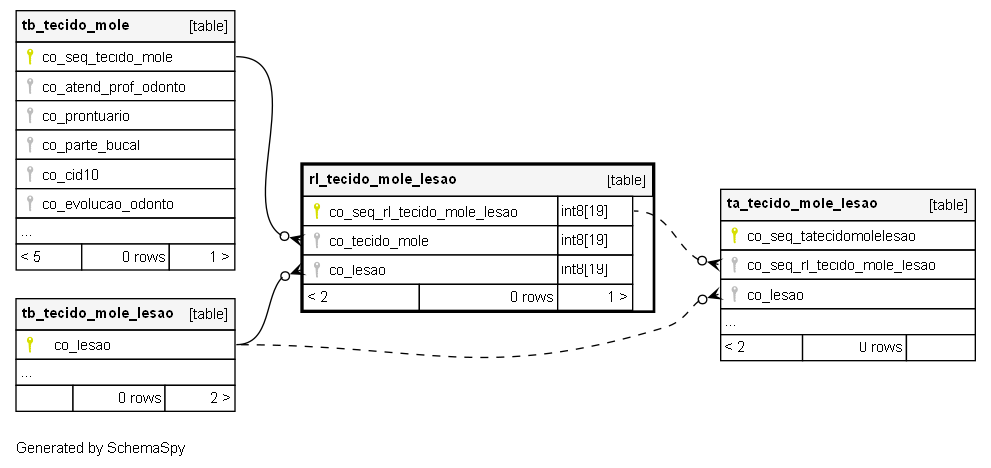 tb_tecido_mole [table]
co_seq_tecido_mole
co_atend_prof_odonto
co_prontuario
co_parte_bucal
co_cid10
co_evolucao_odonto
...
< 5 0 rows 1 >
tb_tecido_mole_lesao [table]
co_lesao
...
0 rows 2 >
rl_tecido_mole_lesao [table]
co_seq_rl_tecido_mole_lesao int8[19]
co_tecido_mole int8[19]
co_lesao int8[19]
< 2 0 rows 1 >
ta_tecido_mole_lesao [table]
co_seq_tatecidomolelesao
co_seq_rl_tecido_mole_lesao
co_lesao
...
< 2 0 rows
Generated by SchemaSpy